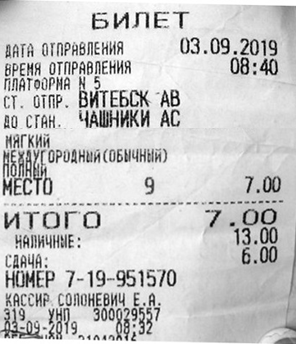 БИЛЕТ
ДАТА ОТПРАВЛЕНИЯ 03.09.2019
ВРЕМЯ ОТПРАВЛЕНИЯ 08:40
ПЛАТФОРМА N 5
СТ. ОТПР. ВИТЕБСК АВ
ДО СТАН. ЧАШНИКИ АС
МЯГКИЙ
МЕЖДУГОРОДНЫЙ(ОБЫЧНЫЙ)
ПОЛНЫЙ
МЕСТО 9 7.00
ИТОГО 7.00
НАЛИЧНЫЕ: 13.00
СДАЧА: 6.00
НОМЕР 7-19-951570
КАССИР СОЛОНЕВИЧ Е.А.
319 УНП 300029557
03-09-2019 08:32